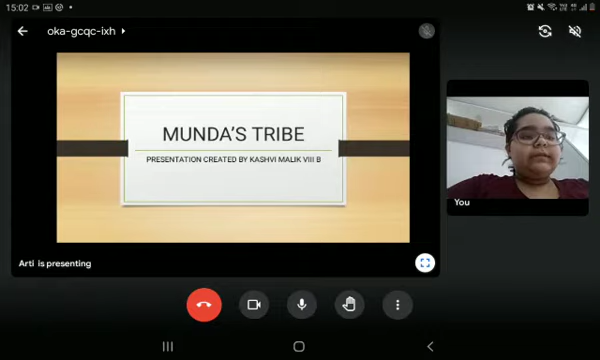 15:02
oka-gcqc-ixh
MUNDA'S TRIBE
PRESENTATION CREATED BY KASHVI MALIK VIII B
You
Arti is presenting